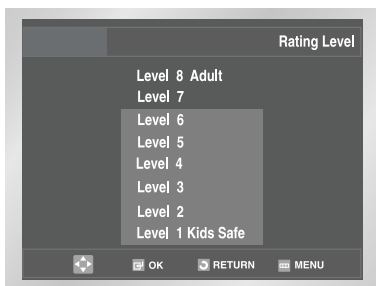 Rating Level
Level 8 Adult
Level 7
Level 6
Level 5
Level 4
Level 3
Level 2
Level 1 Kids Safe
OK RETURN MENU